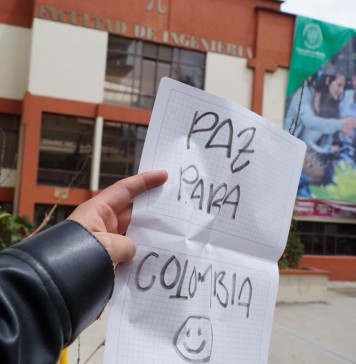 FACULTAD DE INGENIERIA
PAZ
PARA
COLOMBIA